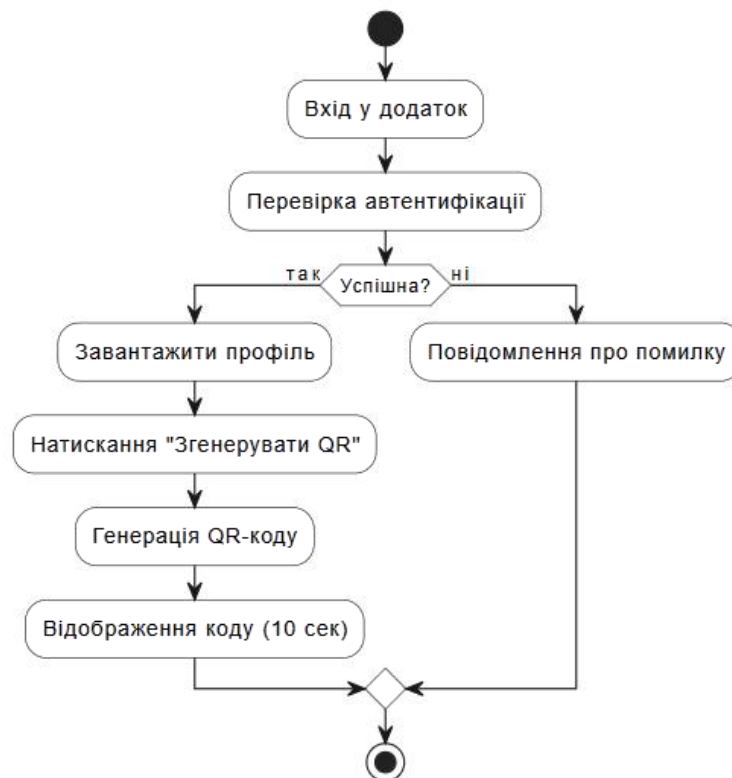 Вхід у додаток
Перевірка автентифікації
так
Успішна?
ні
Завантажити профіль
Повідомлення про помилку
Натискання "Згенерувати QR"
Генерація QR-коду
Відображення коду (10 сек)